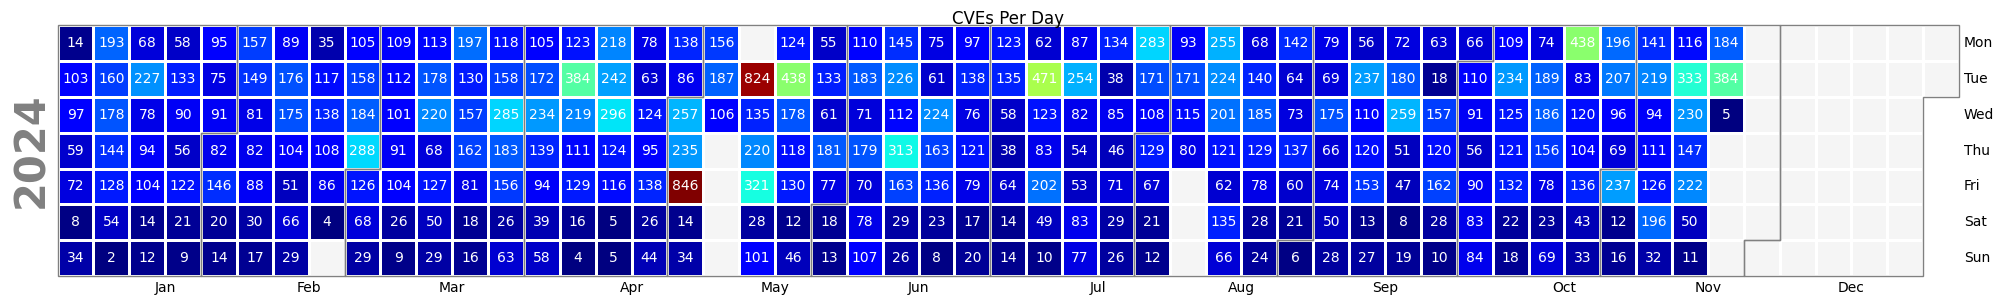 CVEs Per Day
14 193 68 58 95 157 89 35 105 109 113 197 118 105 123 218 78 138 156 124 55 110 145 75 97 123 62 87 134 283 93 255 68 142 79 56 72 63 66 109 74 438 196 141 116 184 Mon
103 160 227 133 75 149 176 117 158 112 178 130 158 172 384 242 63 86 187 824 438 133 183 226 61 138 135 471 254 38 171 171 224 140 64 69 237 180 18 110 234 189 83 207 219 333 384 Tue
97 178 78 90 91 81 175 138 184 101 220 157 285 234 219 296 124 257 106 135 178 61 71 112 224 76 58 123 82 85 108 115 201 185 73 175 110 259 157 91 125 186 120 96 94 230 5 Wed
59 144 94 56 82 82 104 108 288 91 68 162 183 139 111 124 95 235 220 118 181 179 313 163 121 38 83 54 46 129 80 121 129 137 66 120 51 120 56 121 156 104 69 111 147 Thu
72 128 104 122 146 88 51 86 126 104 127 81 156 94 129 116 138 846 321 130 77 70 163 136 79 64 202 53 71 67 62 78 60 74 153 47 162 90 132 78 136 237 126 222 Fri
8 54 14 21 20 30 66 4 68 26 50 18 26 39 16 5 26 14 28 12 18 78 29 23 17 14 49 83 29 21 135 28 21 50 13 8 28 83 22 23 43 12 196 50 Sat
34 2 12 9 14 17 29 29 9 29 16 63 58 4 5 44 34 101 46 13 107 26 8 20 14 10 77 26 12 66 24 6 28 27 19 10 84 18 69 33 16 32 11 Sun
2024
Jan Feb Mar Apr May Jun Jul Aug Sep Oct Nov Dec